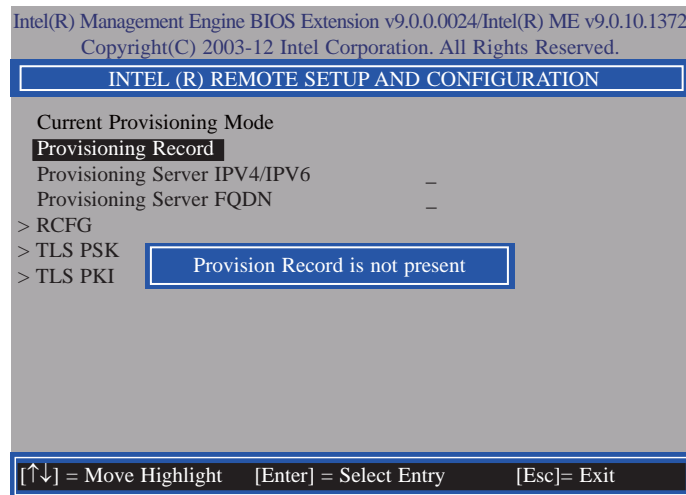 Intel(R) Management Engine BIOS Extension v9.0.0.0024/Intel(R) ME v9.0.10.1372
Copyright(C) 2003-12 Intel Corporation. All Rights Reserved.
INTEL (R) REMOTE SETUP AND CONFIGURATION
Current Provisioning Mode
Provisioning Record
Provisioning Server IPV4/IPV6 _
Provisioning Server FQDN _
> RCFG
> TLS PSK
> TLS PKI
Provision Record is not present
[↑↓] = Move Highlight [Enter] = Select Entry [Esc]= Exit